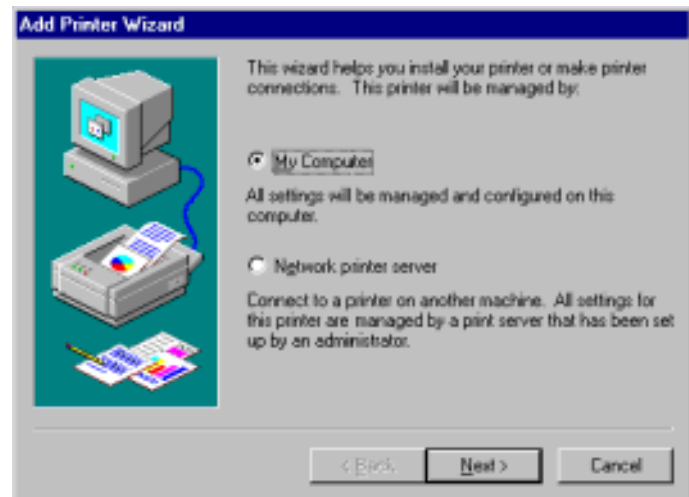 Add Printer Wizard
This wizard helps you install your printer or make printer
connections. This printer will be managed by:
My Computer
All settings will be managed and configured on this
computer.
Network printer server
Connect to a printer on another machine. All settings for
this printer are managed by a print server that has been set
up by an administrator.
< Back
Next >
Cancel